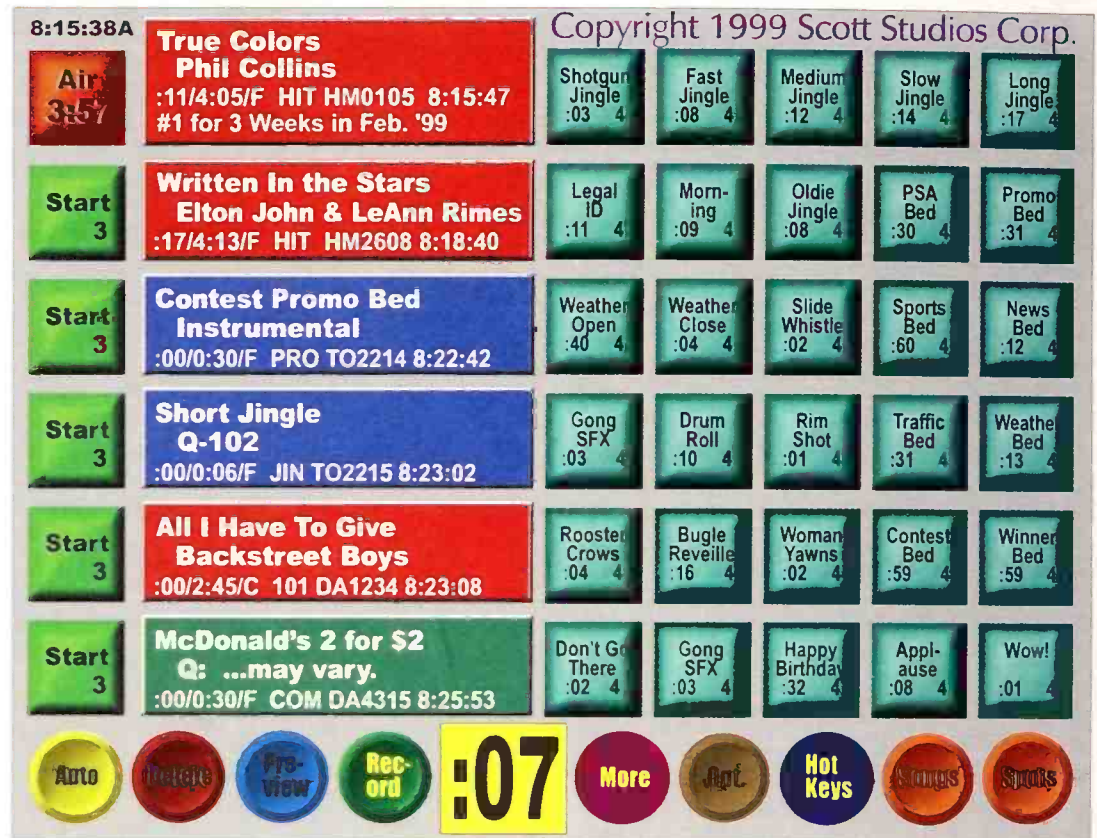 8:15:38A
Copyright 1999 Scott Studios Corp.
Air
3:57
True Colors
Phil Collins
:11/4:05/F HIT HM0105 8:15:47
#1 for 3 Weeks in Feb. '99
Shotgun
Jingle
:03 4
Fast
Jingle
:08 4
Medium
Jingle
:12 4
Slow
Jingle
:14 4
Long
Jingle
:17 4
Start
3
Written In the Stars
Elton John & LeAnn Rimes
:17/4:13/F HIT HM2608 8:18:40
Legal
ID
:11 4
Morn-
ing
:09 4
Oldie
Jingle
:08 4
PSA
Bed
:30 4
Promo
Bed
:31 4
Start
3
Contest Promo Bed
Instrumental
:00/0:30/F PRO TO2214 8:22:42
Weather
Open
:40 4
Weather
Close
:04 4
Slide
Whistle
:02 4
Sports
Bed
:60 4
News
Bed
:12 4
Start
3
Short Jingle
Q-102
:00/0:06/F JIN TO2215 8:23:02
Gong
SFX
:03 4
Drum
Roll
:10 4
Rim
Shot
:01 4
Traffic
Bed
:31 4
Weathe
Bed
:13 4
Start
3
All I Have To Give
Backstreet Boys
:00/2:45/C 101 DA1234 8:23:08
Rooster
Crows
:04 4
Bugle
Reveille
:16 4
Woman
Yawns
:02 4
Contest
Bed
:59 4
Winner
Bed
:59 4
Start
3
McDonald's 2 for $2
Q: ...may vary.
:00/0:30/F COM DA4315 8:25:53
Don't Go
There
:02 4
Gong
SFX
:03 4
Happy
Birthday
:32 4
Appl-
ause
:08 4
Wow!
:01 4
Auto
Pre-
view
Rec-
ord
:07
More
Hot
Keys
Spots